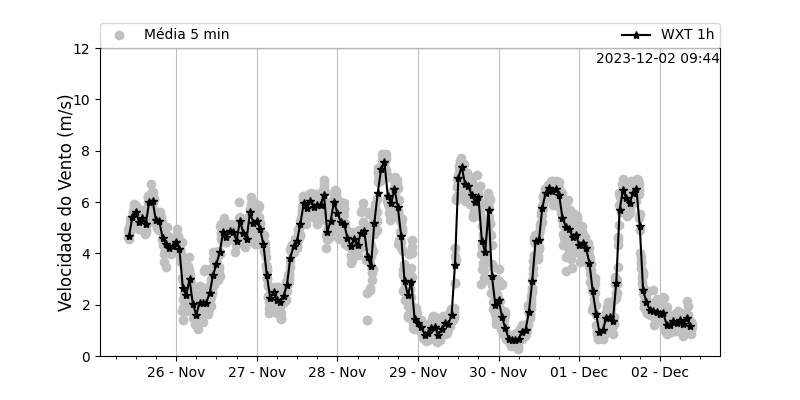 Média 5 min
WXT 1h
2023-12-02 09:44
Velocidade do Vento (m/s)
12
10
8
6
4
2
0
26 - Nov
27 - Nov
28 - Nov
29 - Nov
30 - Nov
01 - Dec
02 - Dec